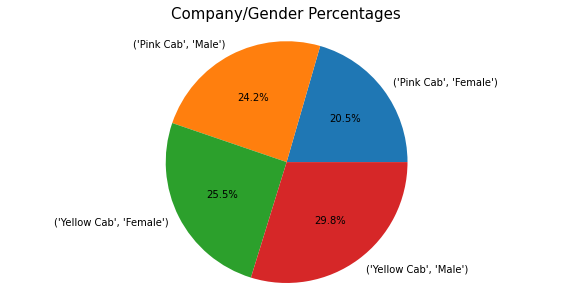 Company/Gender Percentages
('Pink Cab', 'Male')
('Pink Cab', 'Female')
24.2%
20.5%
25.5%
29.8%
('Yellow Cab', 'Female')
('Yellow Cab', 'Male')